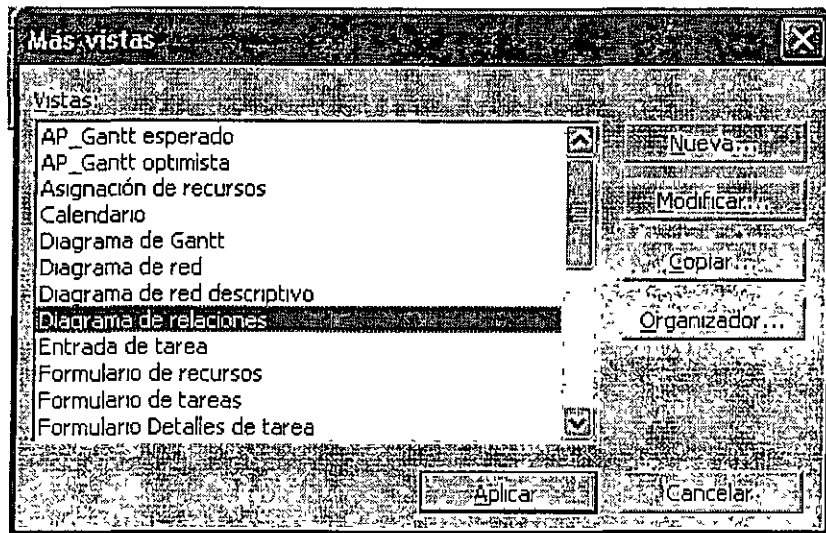 Más vistas
Vistas:
AP_Gantt esperado
AP_Gantt optimista
Asignación de recursos
Calendario
Diagrama de Gantt
Diagrama de red
Diagrama de red descriptivo
Diagrama de relaciones
Entrada de tarea
Formulario de recursos
Formulario de tareas
Formulario Detalles de tarea
Nueva...
Modificar...
Copiar...
Organizador...
Aplicar
Cancelar